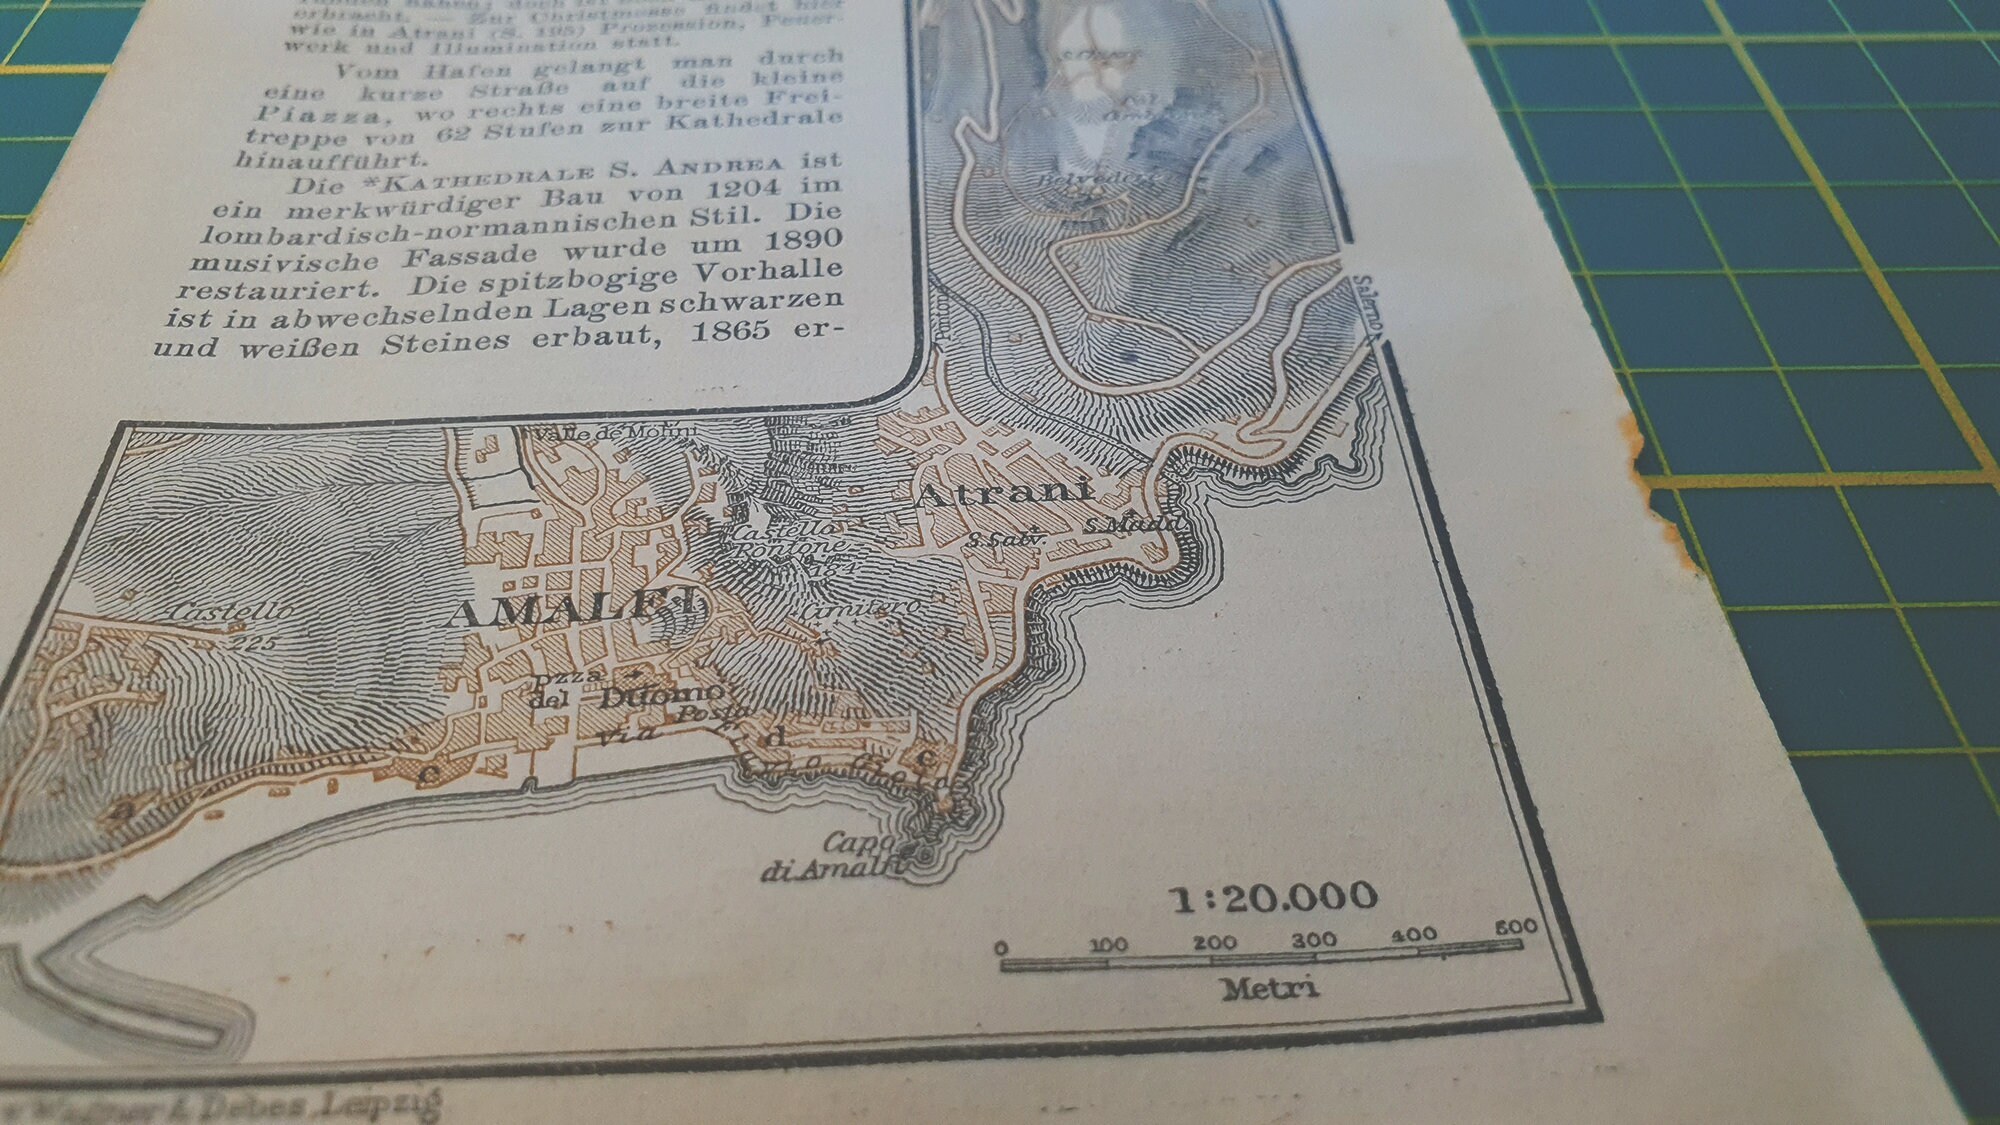 erbracht. — Zur Christmesse findet hier
wie in Atrani (S. 195) Prozession, Feuer-
werk und Illumination statt.
Vom Hafen gelangt man durch
eine kurze Straße auf die kleine
Piazza, wo rechts eine breite Frei-
treppe von 62 Stufen zur Kathedrale
hinaufführt.
Die *KATHEDRALE S. ANDREA ist
ein merkwürdiger Bau von 1204 im
lombardisch-normannischen Stil. Die
musivische Fassade wurde um 1890
restauriert. Die spitzbogige Vorhalle
ist in abwechselnden Lagen schwarzen
und weißen Steines erbaut, 1865 er-
Belvedere
Salerno
Valle de' Molini
Atrani
S. Salv.
S. Madd.
Castello
Pontone
Cimitero
AMALFI
Castello
225
Pzza
del Duomo
Posta
Via
d
c
c
a
Capo
di Amalfi
1:20.000
0 100 200 300 400 500
Metri
Wagner & Debes, Leipzig